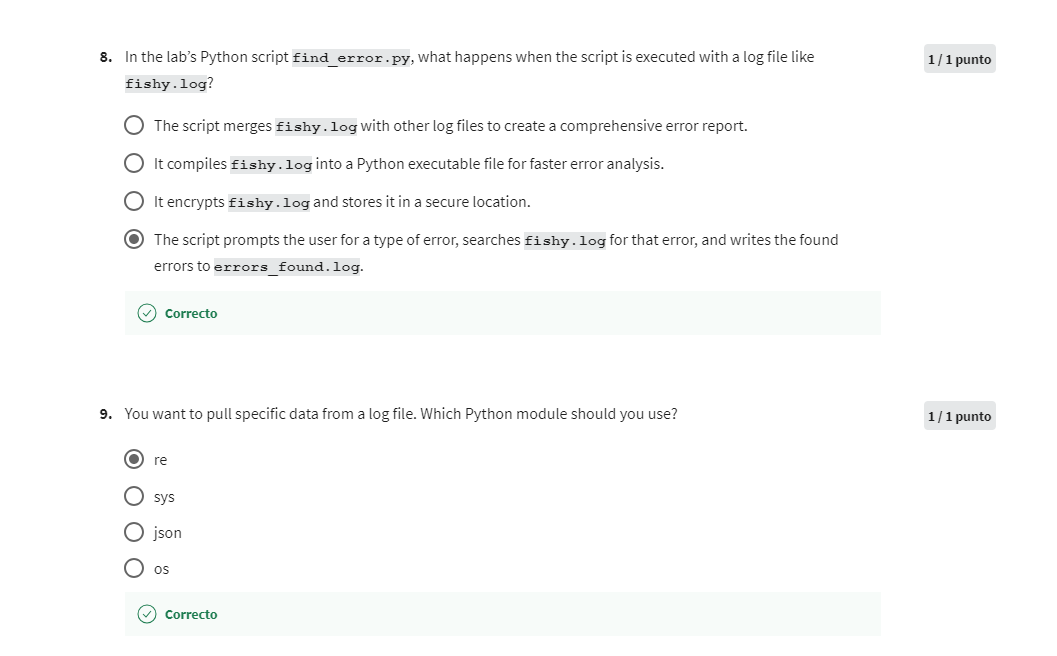 8. In the lab's Python script find_error.py, what happens when the script is executed with a log file like
1 / 1 punto
fishy.log?
The script merges fishy.log with other log files to create a comprehensive error report.
It compiles fishy.log into a Python executable file for faster error analysis.
It encrypts fishy.log and stores it in a secure location.
The script prompts the user for a type of error, searches fishy.log for that error, and writes the found
errors to errors_found.log.
Correcto
9. You want to pull specific data from a log file. Which Python module should you use?
1 / 1 punto
re
sys
json
os
Correcto